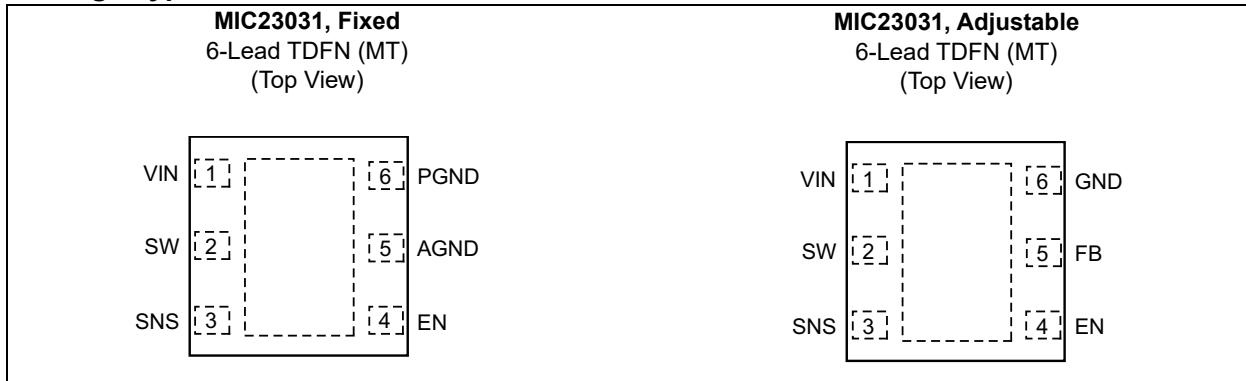 MIC23031, Fixed
6-Lead TDFN (MT)
(Top View)
VIN 1 6 PGND
SW 2 5 AGND
SNS 3 4 EN
MIC23031, Adjustable
6-Lead TDFN (MT)
(Top View)
VIN 1 6 GND
SW 2 5 FB
SNS 3 4 EN